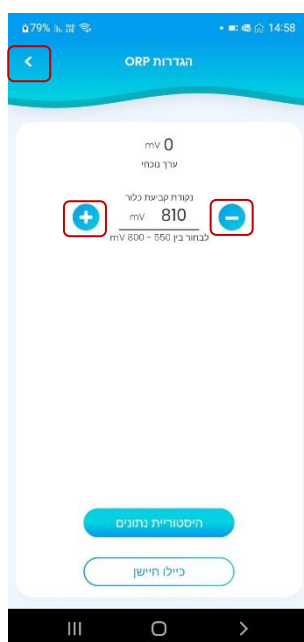 79%
14:58
הגדרות ORP
0 mV
ערך נוכחי
נקודת קביעת כלור
810 mV
לבחור בין 550 - 800 mV
היסטוריית נתונים
כיילו חיישן